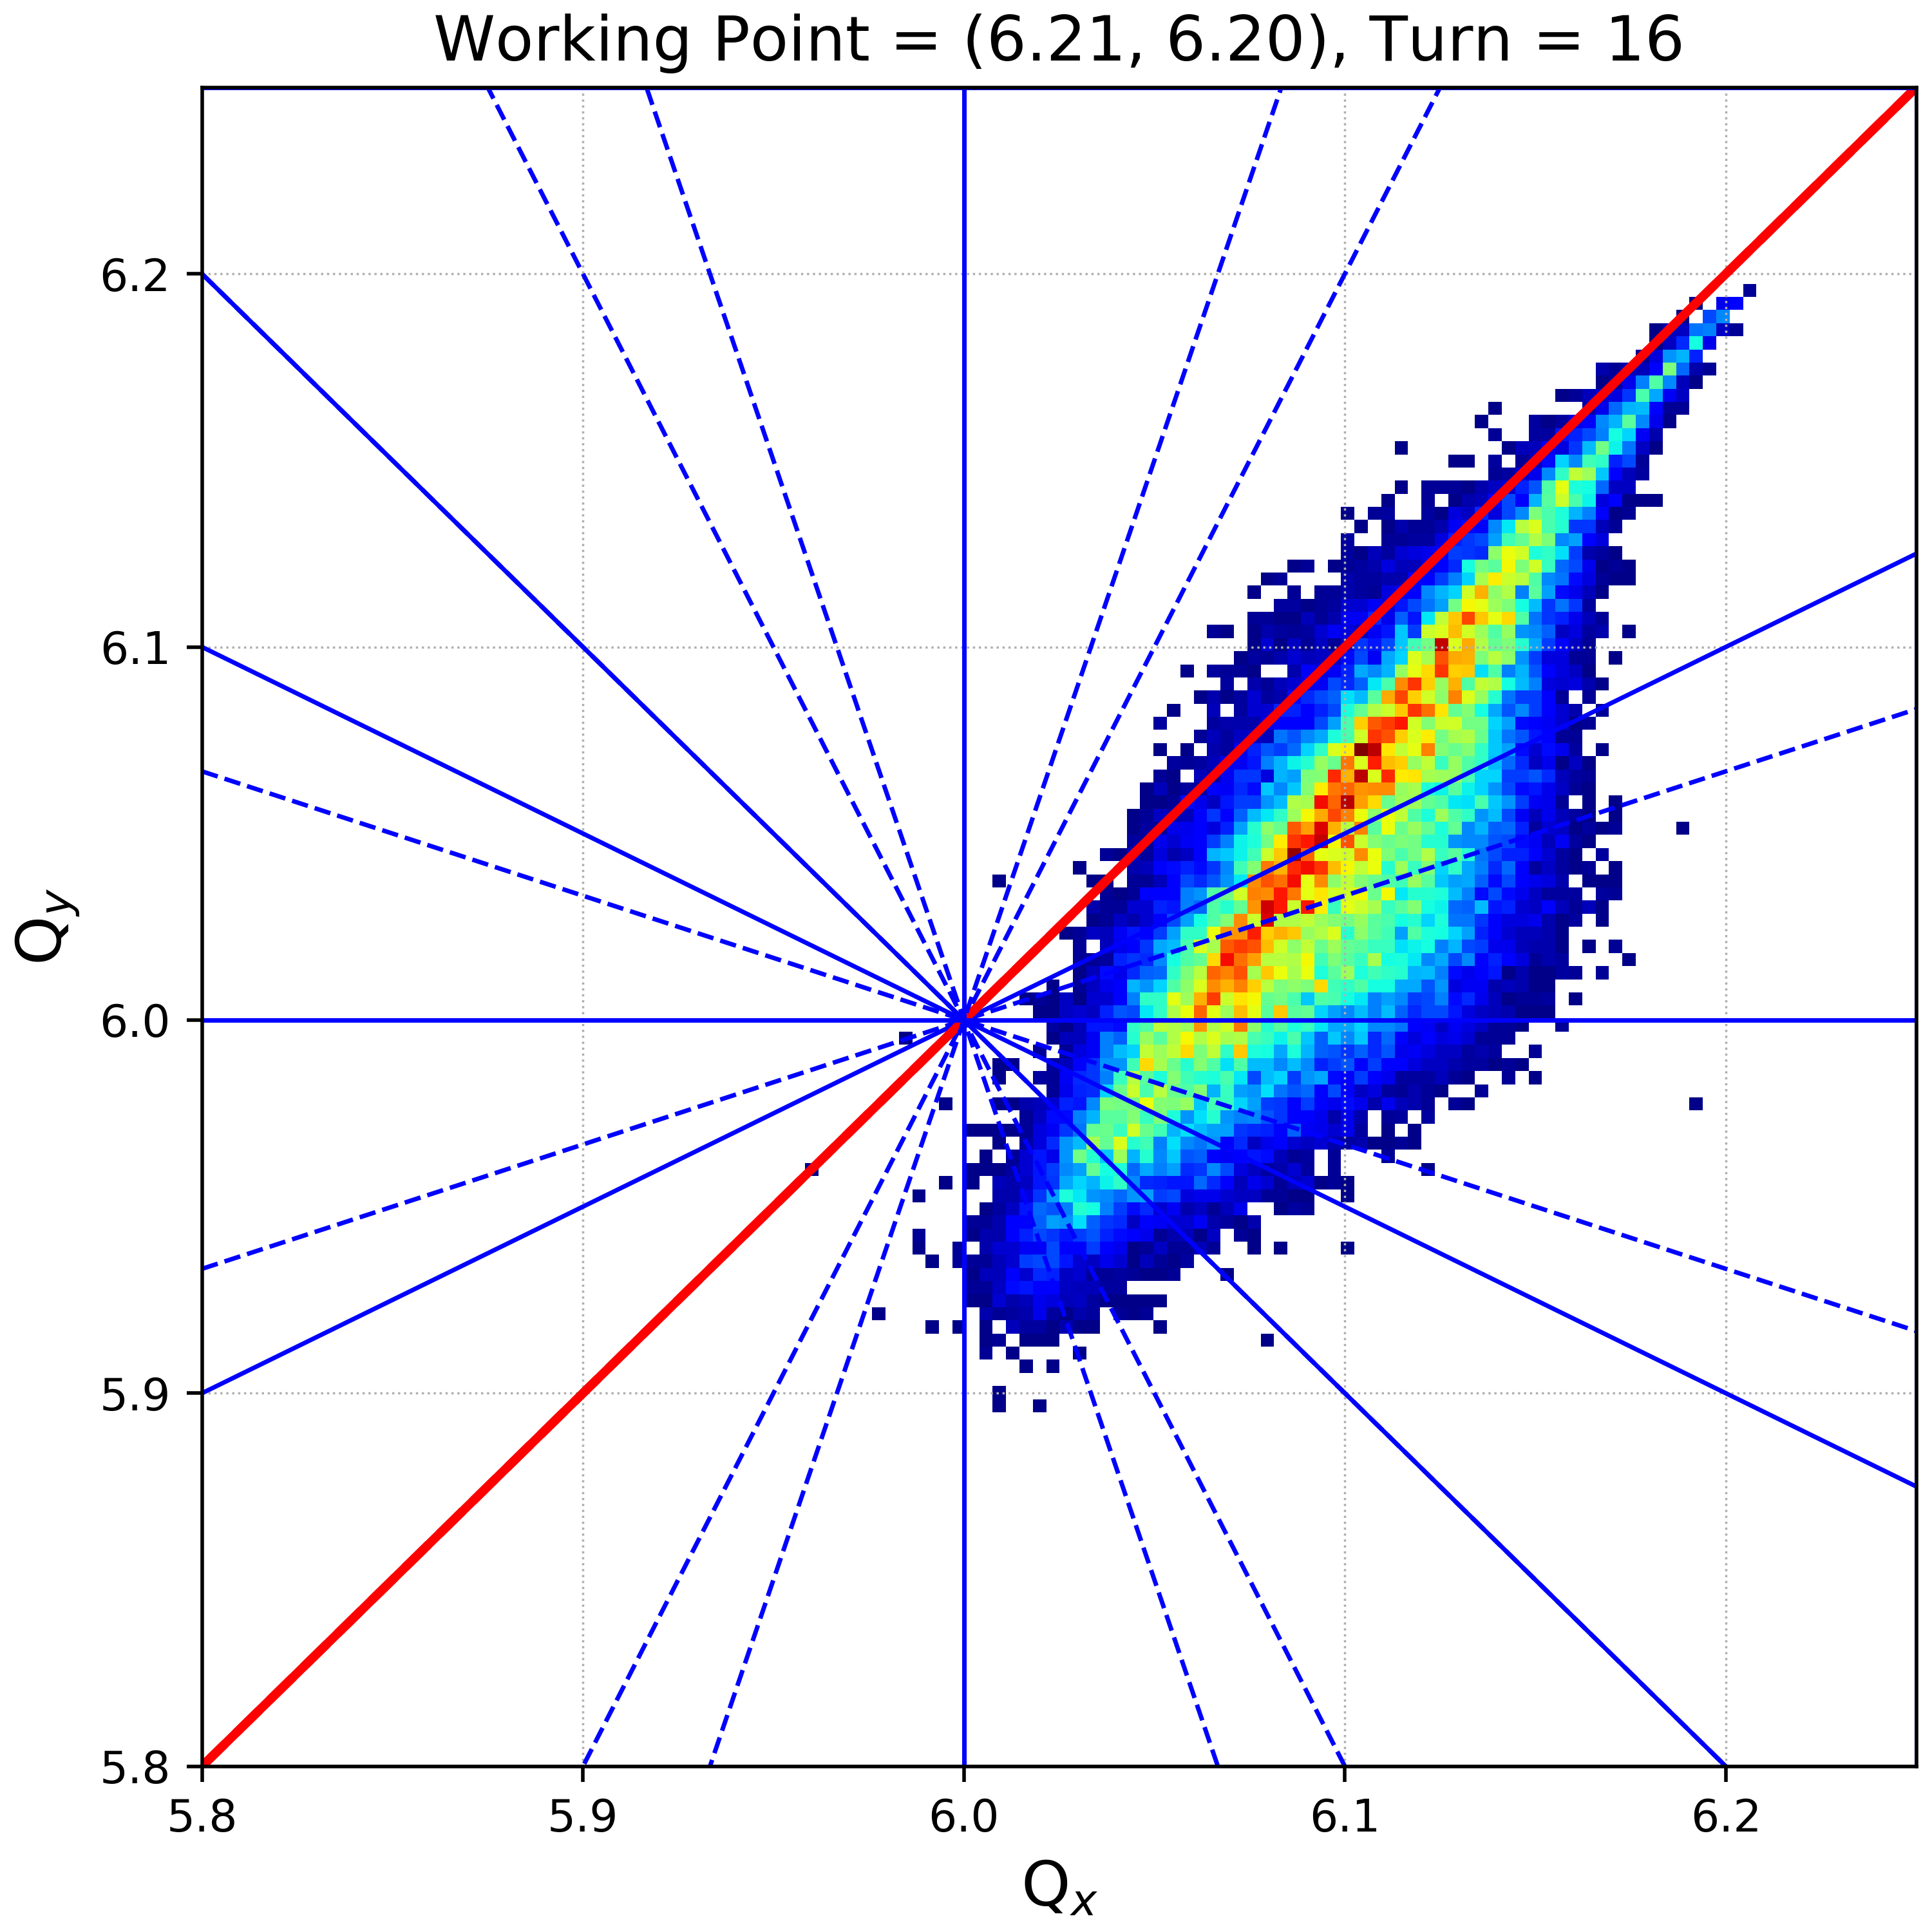 Working Point = (6.21, 6.20), Turn = 16
6.2
6.1
6.0
5.9
5.8
Qy
5.8 5.9 6.0 6.1 6.2
Qx